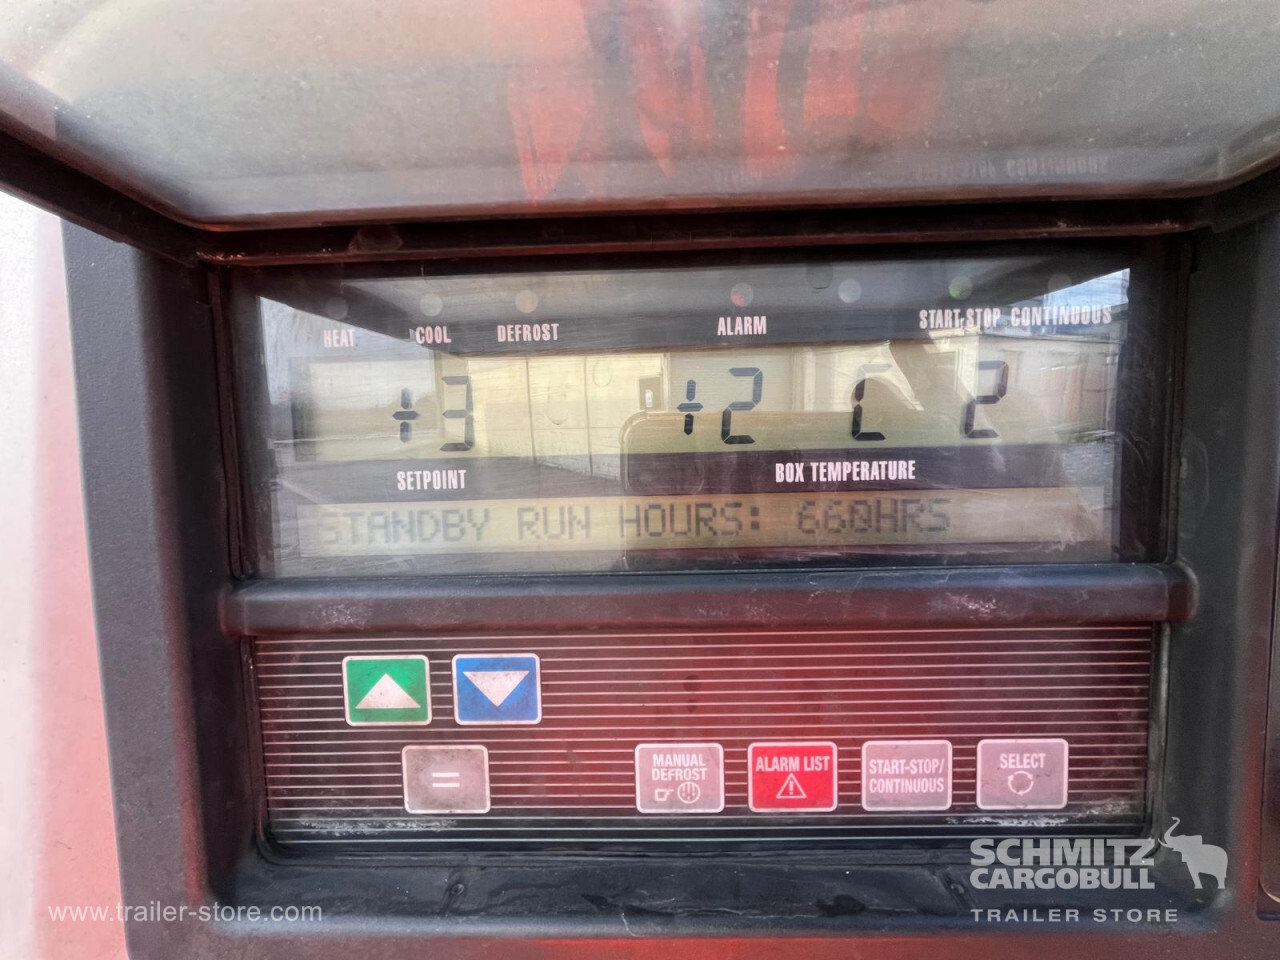 HEAT COOL DEFROST ALARM START-STOP CONTINUOUS
+3 +2 C 2
SETPOINT BOX TEMPERATURE
STANDBY RUN HOURS: 660HRS
=
MANUAL DEFROST
ALARM LIST
START-STOP/
CONTINUOUS
SELECT
SCHMITZ
CARGOBULL
TRAILER STORE
www.trailer-store.com